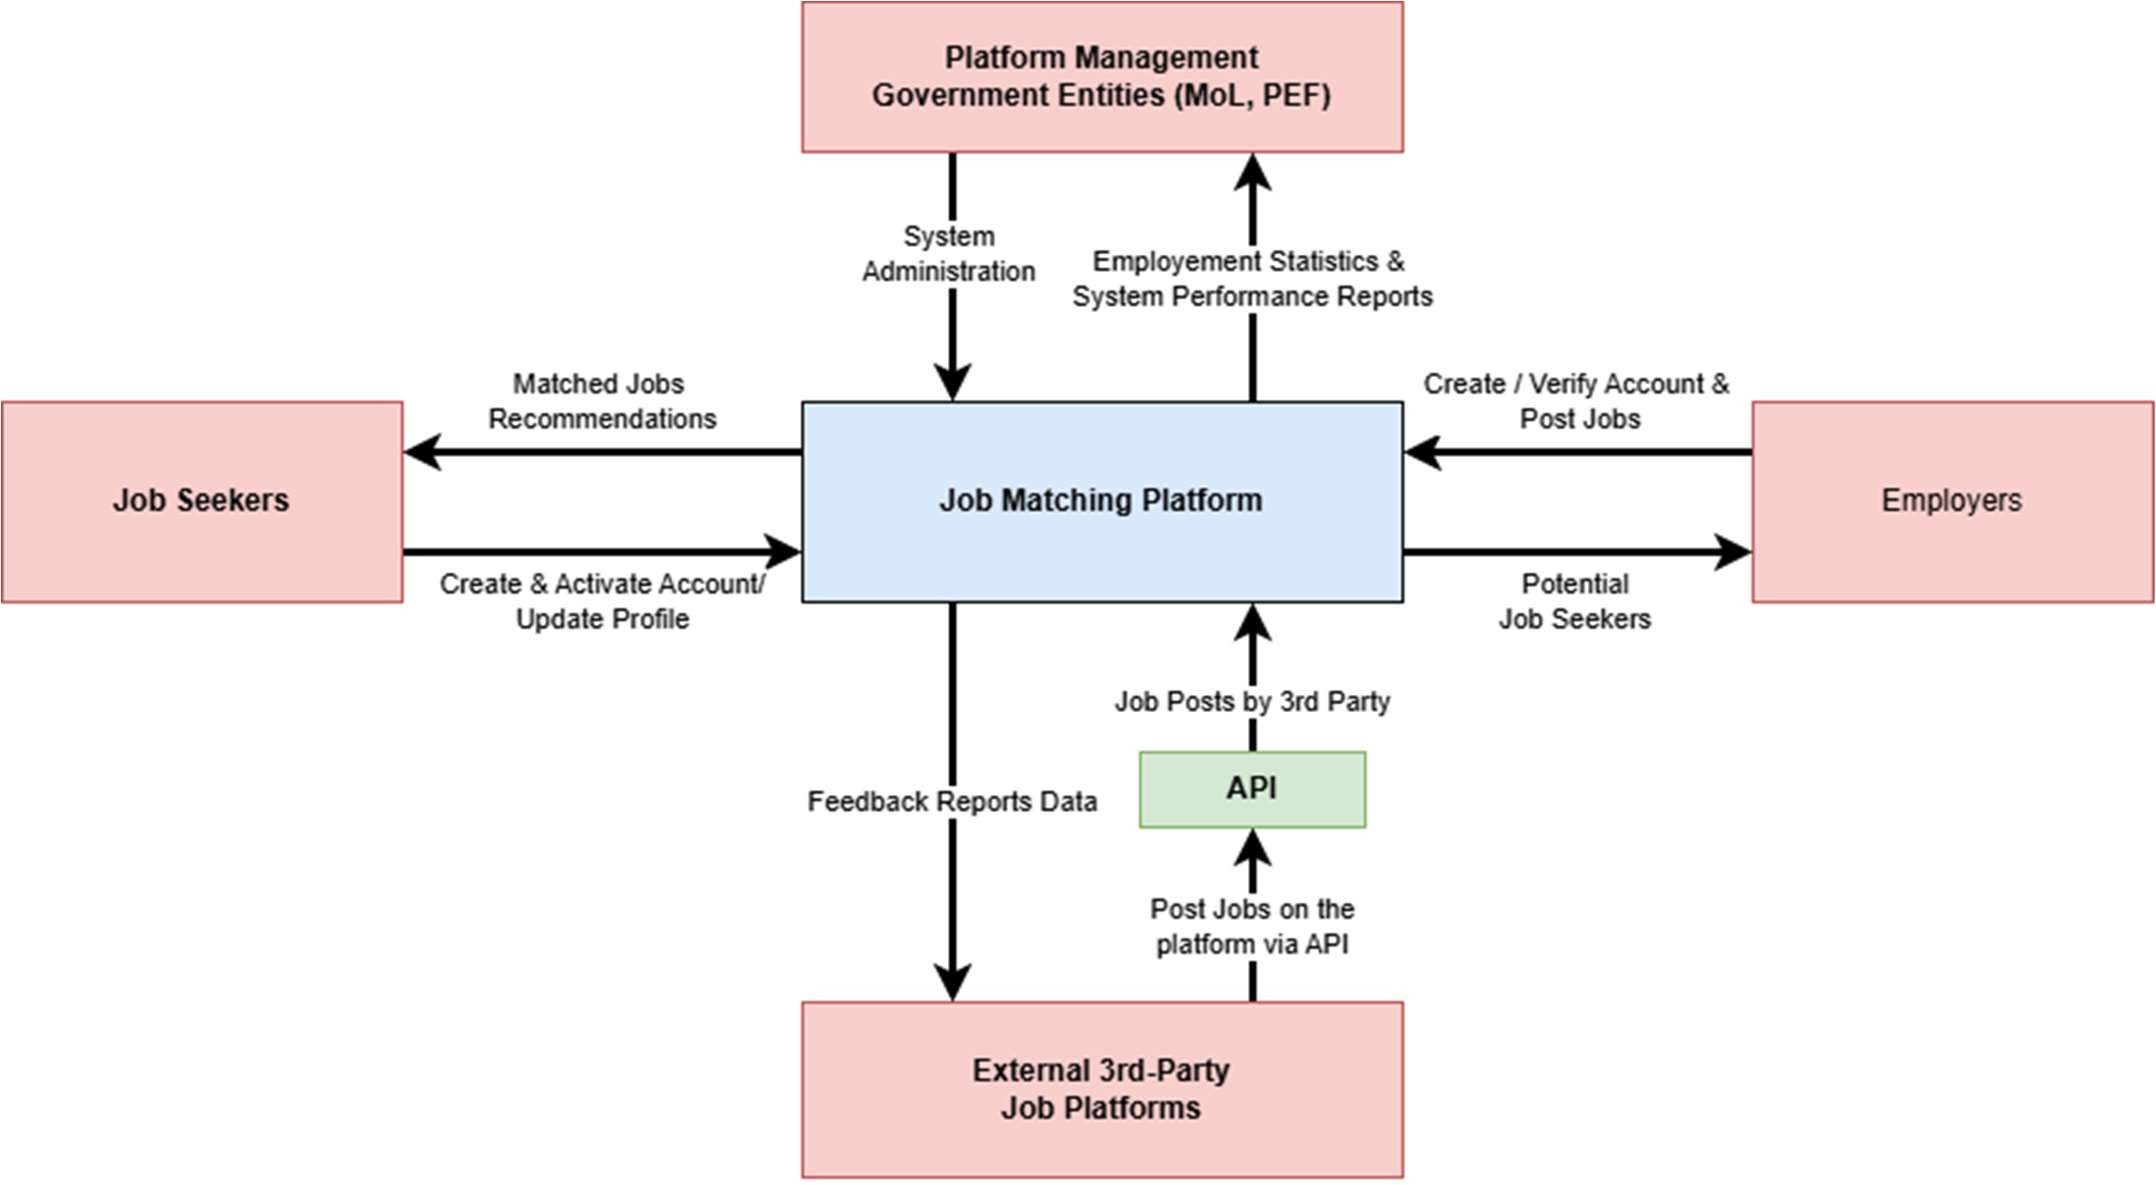 Platform Management
Government Entities (MoL, PEF)
System
Administration
Employement Statistics &
System Performance Reports
Matched Jobs
Recommendations
Create / Verify Account &
Post Jobs
Job Seekers
Job Matching Platform
Employers
Create & Activate Account/
Update Profile
Potential
Job Seekers
Job Posts by 3rd Party
API
Feedback Reports Data
Post Jobs on the
platform via API
External 3rd-Party
Job Platforms